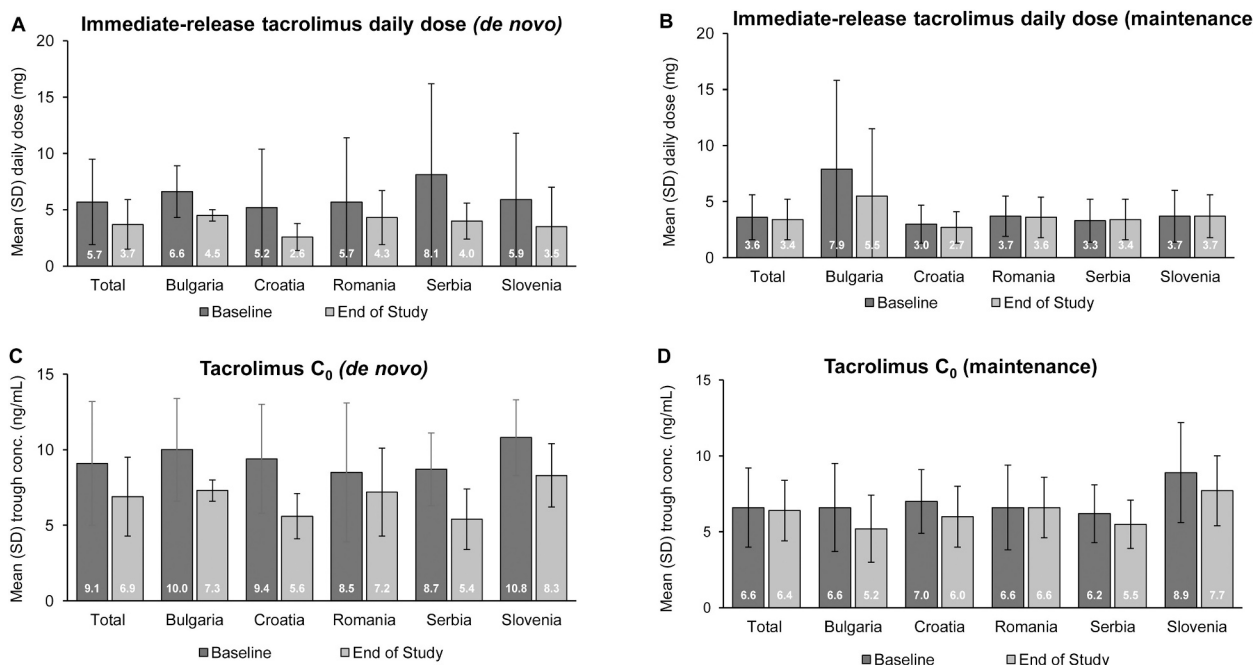 A
Immediate-release tacrolimus daily dose (de novo)
Mean (SD) daily dose (mg)
20
15
10
5
0
5.7 3.7 6.6 4.5 5.2 2.6 5.7 4.3 8.1 4.0 5.9 3.5
Total Bulgaria Croatia Romania Serbia Slovenia
Baseline End of Study
B
Immediate-release tacrolimus daily dose (maintenance
Mean (SD) daily dose (mg)
20
15
10
5
0
3.6 3.4 7.9 5.5 3.0 2.7 3.7 3.6 3.3 3.4 3.7 3.7
Total Bulgaria Croatia Romania Serbia Slovenia
Baseline End of Study
C
Tacrolimus C₀ (de novo)
Mean (SD) trough conc. (ng/mL)
15
10
5
0
9.1 6.9 10.0 7.3 9.4 5.6 8.5 7.2 8.7 5.4 10.8 8.3
Total Bulgaria Croatia Romania Serbia Slovenia
Baseline End of Study
D
Tacrolimus C₀ (maintenance)
Mean (SD) trough conc. (ng/mL)
15
10
5
0
6.6 6.4 6.6 5.2 7.0 6.0 6.6 6.6 6.2 5.5 8.9 7.7
Total Bulgaria Croatia Romania Serbia Slovenia
Baseline End of Study